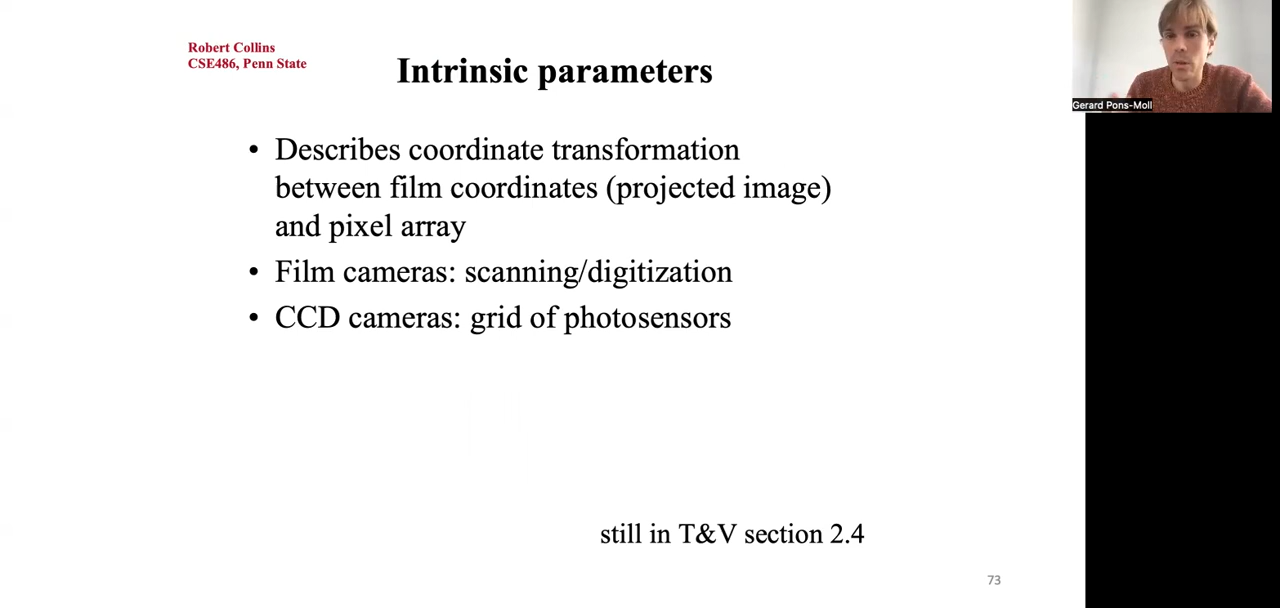 Robert Collins
CSE486, Penn State
Intrinsic parameters
Gerard Pons-Moll
• Describes coordinate transformation
between film coordinates (projected image)
and pixel array
• Film cameras: scanning/digitization
• CCD cameras: grid of photosensors
still in T&V section 2.4
73